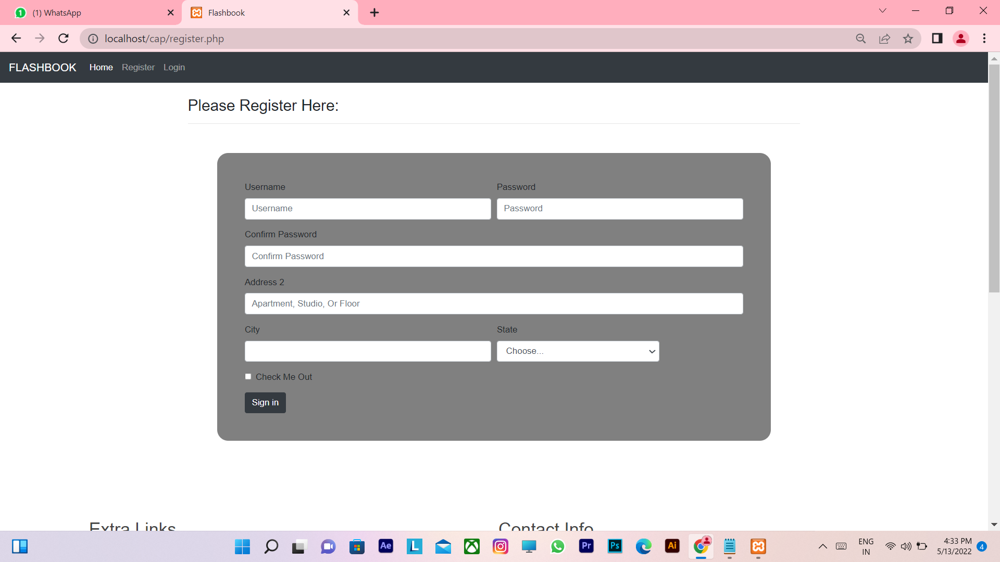 (1) WhatsApp
Flashbook
localhost/cap/register.php
FLASHBOOK Home Register Login
Please Register Here:
Username Password
Username Password
Confirm Password
Confirm Password
Address 2
Apartment, Studio, Or Floor
City State
Choose...
Check Me Out
Sign in
Extra Links Contact Info
1
Ae L Pr Ps Ai
ENG
IN
4:33 PM
5/13/2022
4